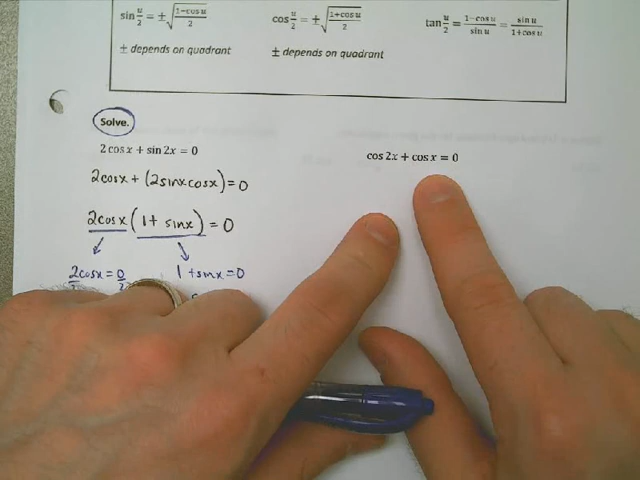 sin u/2 = ±√(1−cos u / 2)
cos u/2 = ±√(1+cos u / 2)
tan u/2 = 1−cos u / sin u = sin u / 1+cos u
± depends on quadrant
± depends on quadrant
Solve.
2 cos x + sin 2x = 0
cos 2x + cos x = 0
2cosx + (2sinxcosx) = 0
2cosx (1 + sinx) = 0
2cosx = 0
1 + sinx = 0